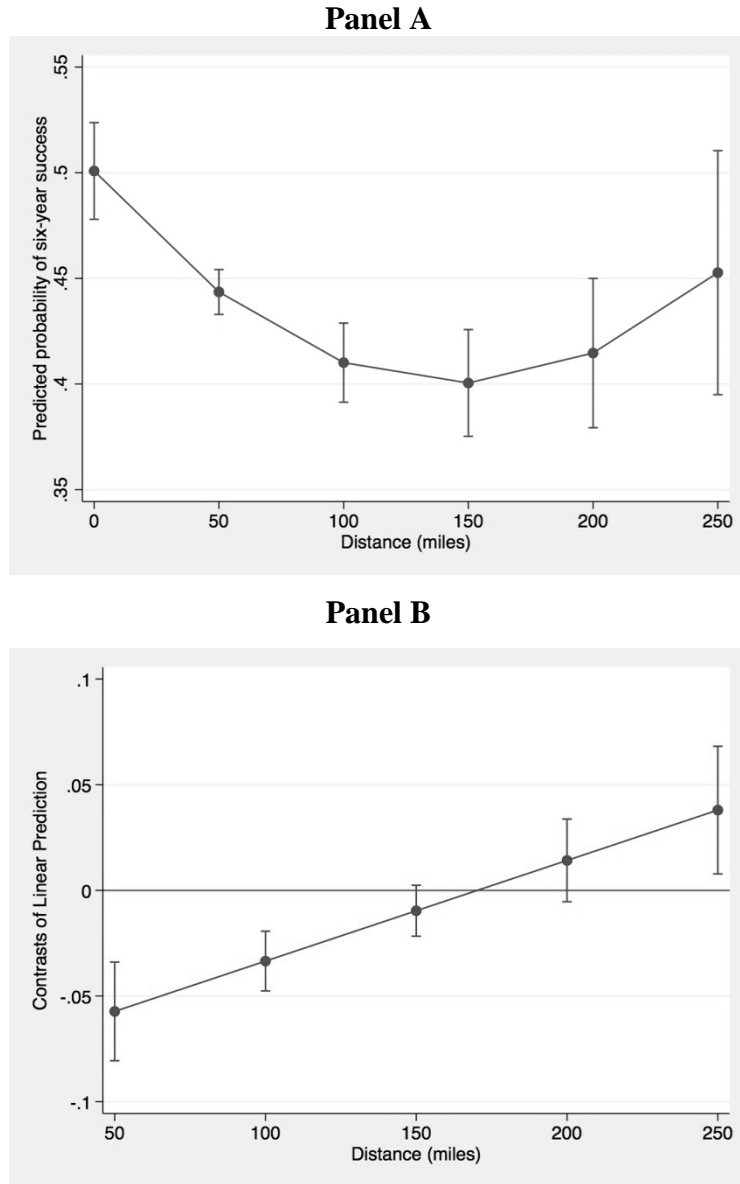 Panel A
Predicted probability of six-year success
.55
.5
.45
.4
.35
0 50 100 150 200 250
Distance (miles)
Panel B
Contrasts of Linear Prediction
.1
.05
0
-.05
-.1
50 100 150 200 250
Distance (miles)